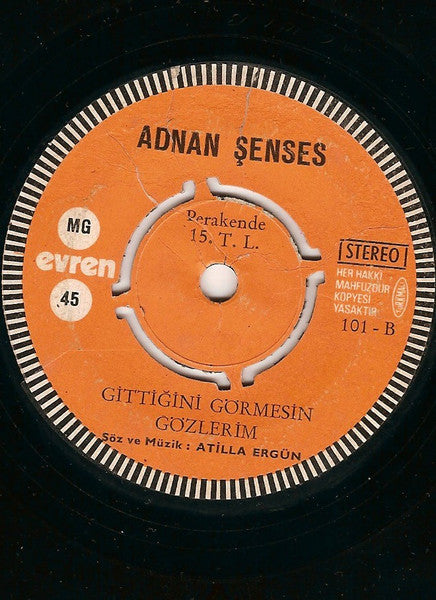 ADNAN ŞENSES
Perakende
15. T. L.
MG
evren
45
STEREO
HER HAKKI
MAHFUZDUR
KOPYESİ
YASAKTIR
101 - B
GİTTİĞİNİ GÖRMESİN
GÖZLERİM
Söz ve Müzik : ATİLLA ERGÜN